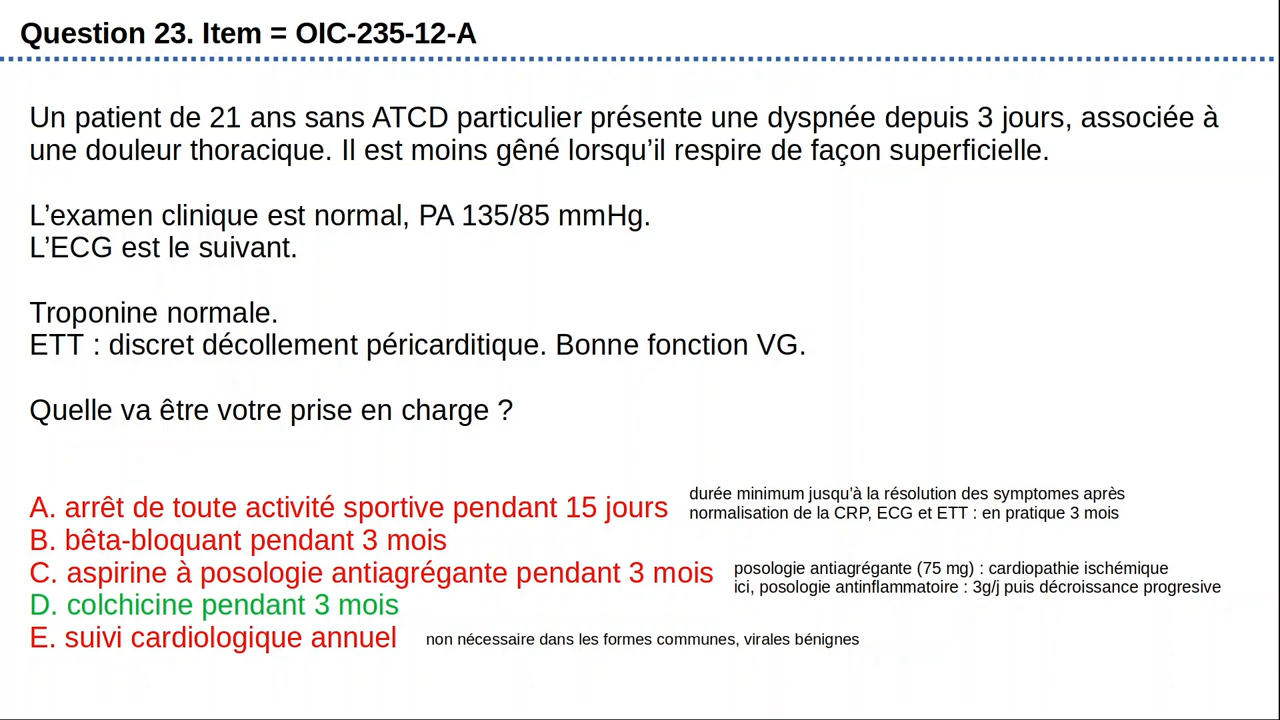 Question 23. Item = OIC-235-12-A
Un patient de 21 ans sans ATCD particulier présente une dyspnée depuis 3 jours, associée à
une douleur thoracique. Il est moins gêné lorsqu’il respire de façon superficielle.
L’examen clinique est normal, PA 135/85 mmHg.
L’ECG est le suivant.
Troponine normale.
ETT : discret décollement péricarditique. Bonne fonction VG.
Quelle va être votre prise en charge ?
A. arrêt de toute activité sportive pendant 15 jours
durée minimum jusqu'à la résolution des symptomes après
normalisation de la CRP, ECG et ETT : en pratique 3 mois
B. bêta-bloquant pendant 3 mois
C. aspirine à posologie antiagrégante pendant 3 mois
posologie antiagrégante (75 mg) : cardiopathie ischémique
ici, posologie antinflammatoire : 3g/j puis décroissance progresive
D. colchicine pendant 3 mois
E. suivi cardiologique annuel
non nécessaire dans les formes communes, virales bénignes